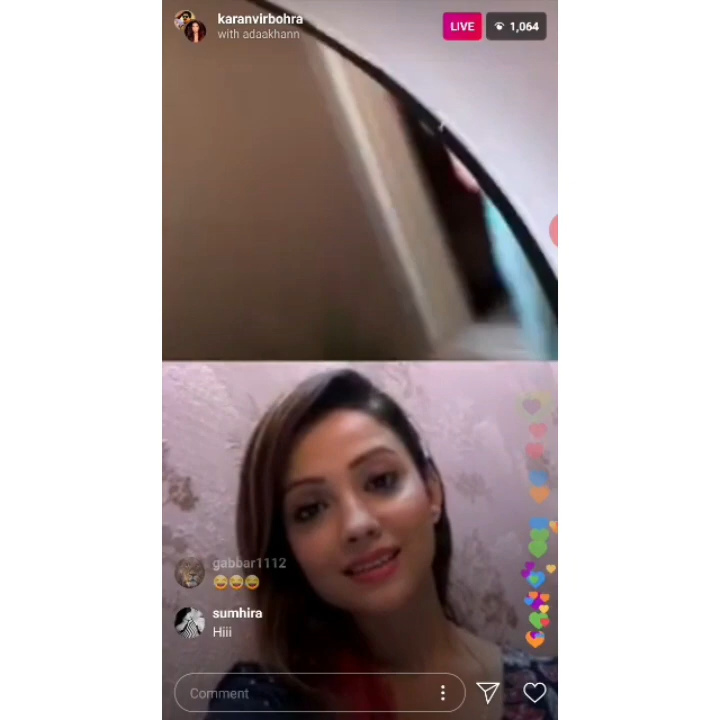 karanvirbohra
with adaakhann
LIVE
1,064
gabbar1112
😂😂😂
sumhira
Hiii
Comment